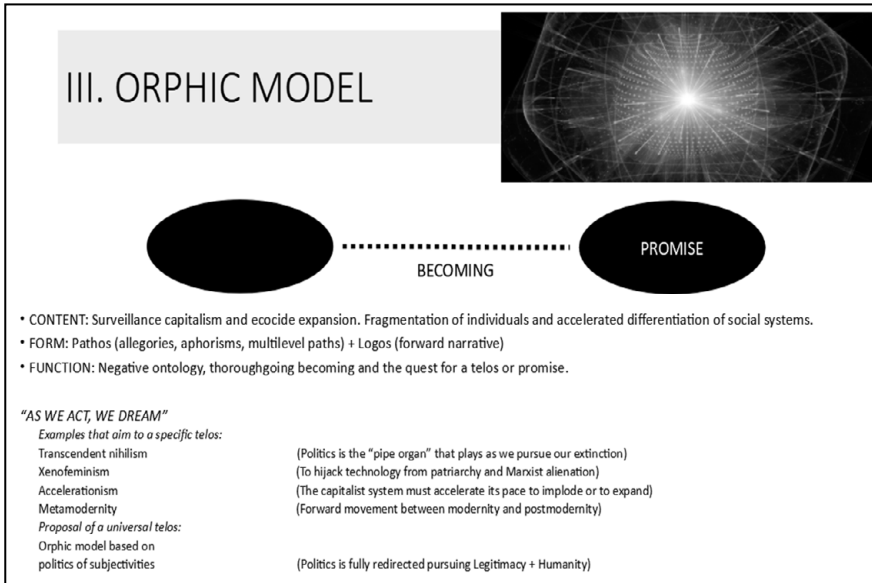 III. ORPHIC MODEL
PROMISE
BECOMING
• CONTENT: Surveillance capitalism and ecocide expansion. Fragmentation of individuals and accelerated differentiation of social systems.
• FORM: Pathos (allegories, aphorisms, multilevel paths) + Logos (forward narrative)
• FUNCTION: Negative ontology, thoroughgoing becoming and the quest for a telos or promise.
“AS WE ACT, WE DREAM”
Examples that aim to a specific telos:
Transcendent nihilism (Politics is the “pipe organ” that plays as we pursue our extinction)
Xenofeminism (To hijack technology from patriarchy and Marxist alienation)
Accelerationism (The capitalist system must accelerate its pace to implode or to expand)
Metamodernity (Forward movement between modernity and postmodernity)
Proposal of a universal telos:
Orphic model based on
politics of subjectivities (Politics is fully redirected pursuing Legitimacy + Humanity)